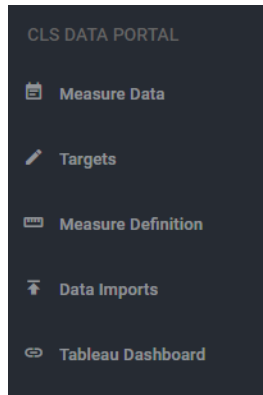 CLS DATA PORTAL
Measure Data
Targets
Measure Definition
Data Imports
Tableau Dashboard